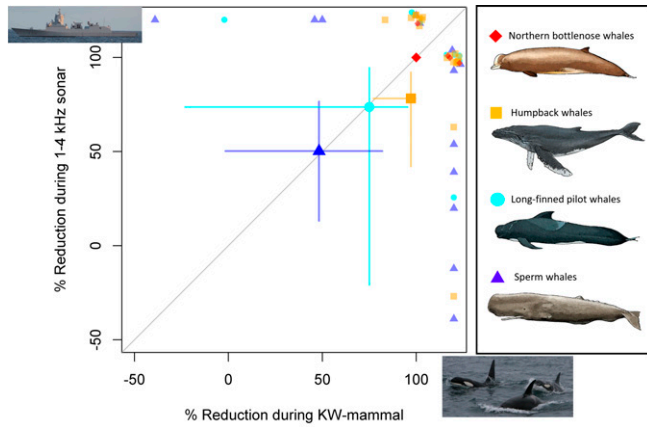 % Reduction during 1-4 kHz sonar
100
50
0
-50
-50
0
50
100
% Reduction during KW-mammal
Northern bottlenose whales
Humpback whales
Long-finned pilot whales
Sperm whales